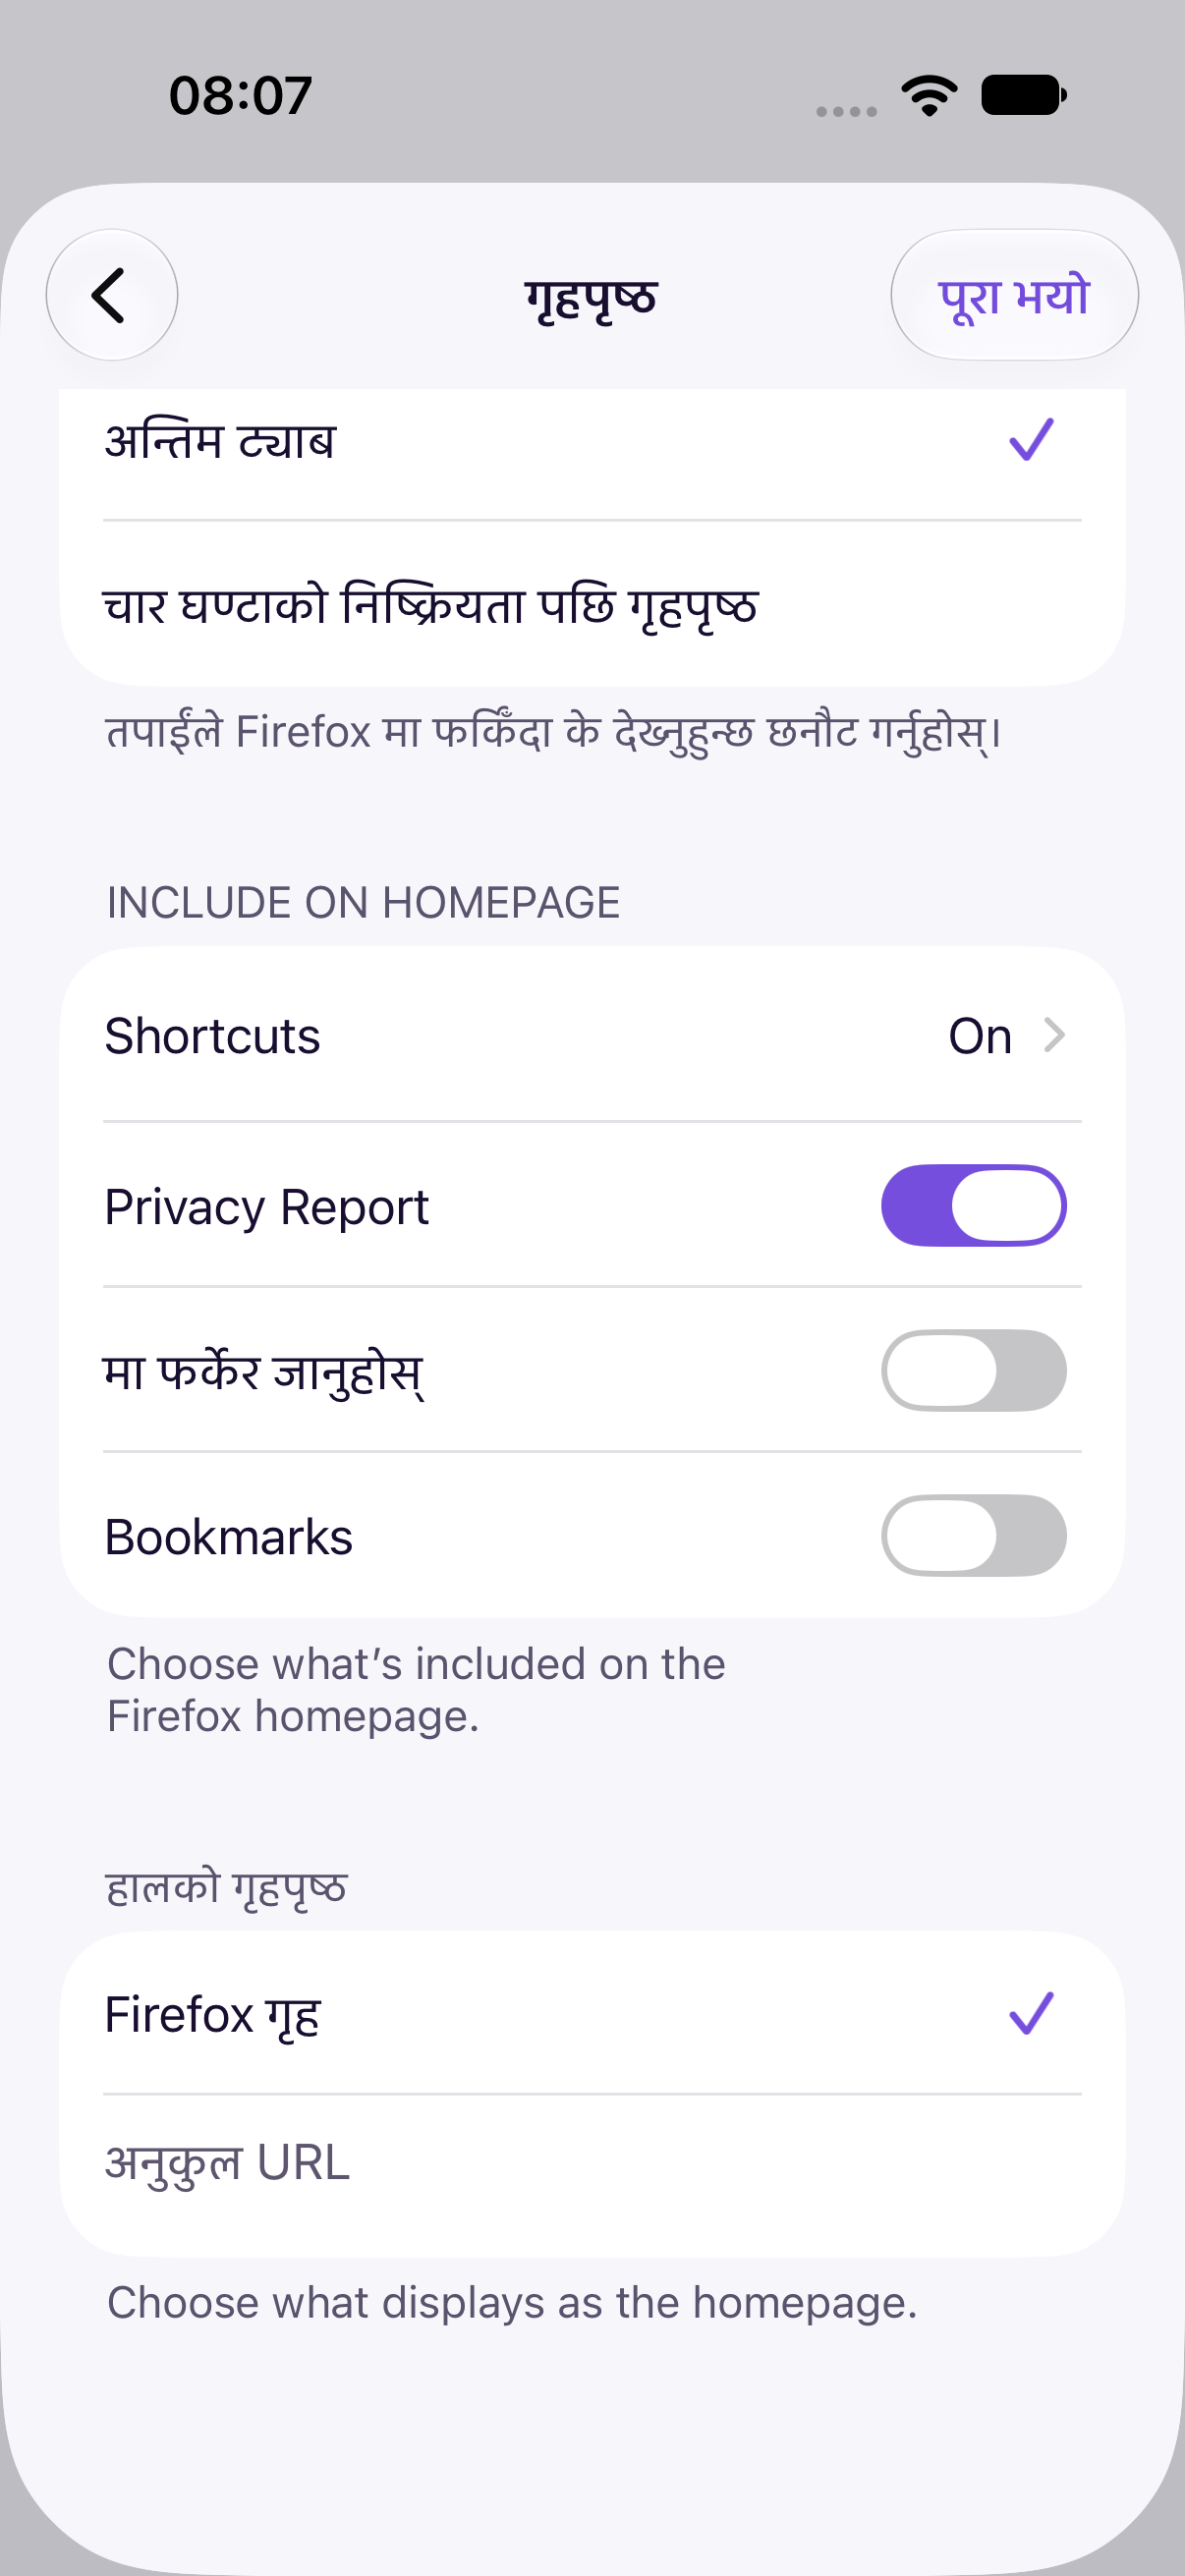 08:07
गृहपृष्ठ
पूरा भयो
अन्तिम ट्याब
चार घण्टाको निष्क्रियता पछि गृहपृष्ठ
तपाईंले Firefox मा फर्किँदा के देख्नुहुन्छ छनौट गर्नुहोस्।
INCLUDE ON HOMEPAGE
Shortcuts On
Privacy Report
मा फर्केर जानुहोस्
Bookmarks
Choose what’s included on the
Firefox homepage.
हालको गृहपृष्ठ
Firefox गृह
अनुकुल URL
Choose what displays as the homepage.